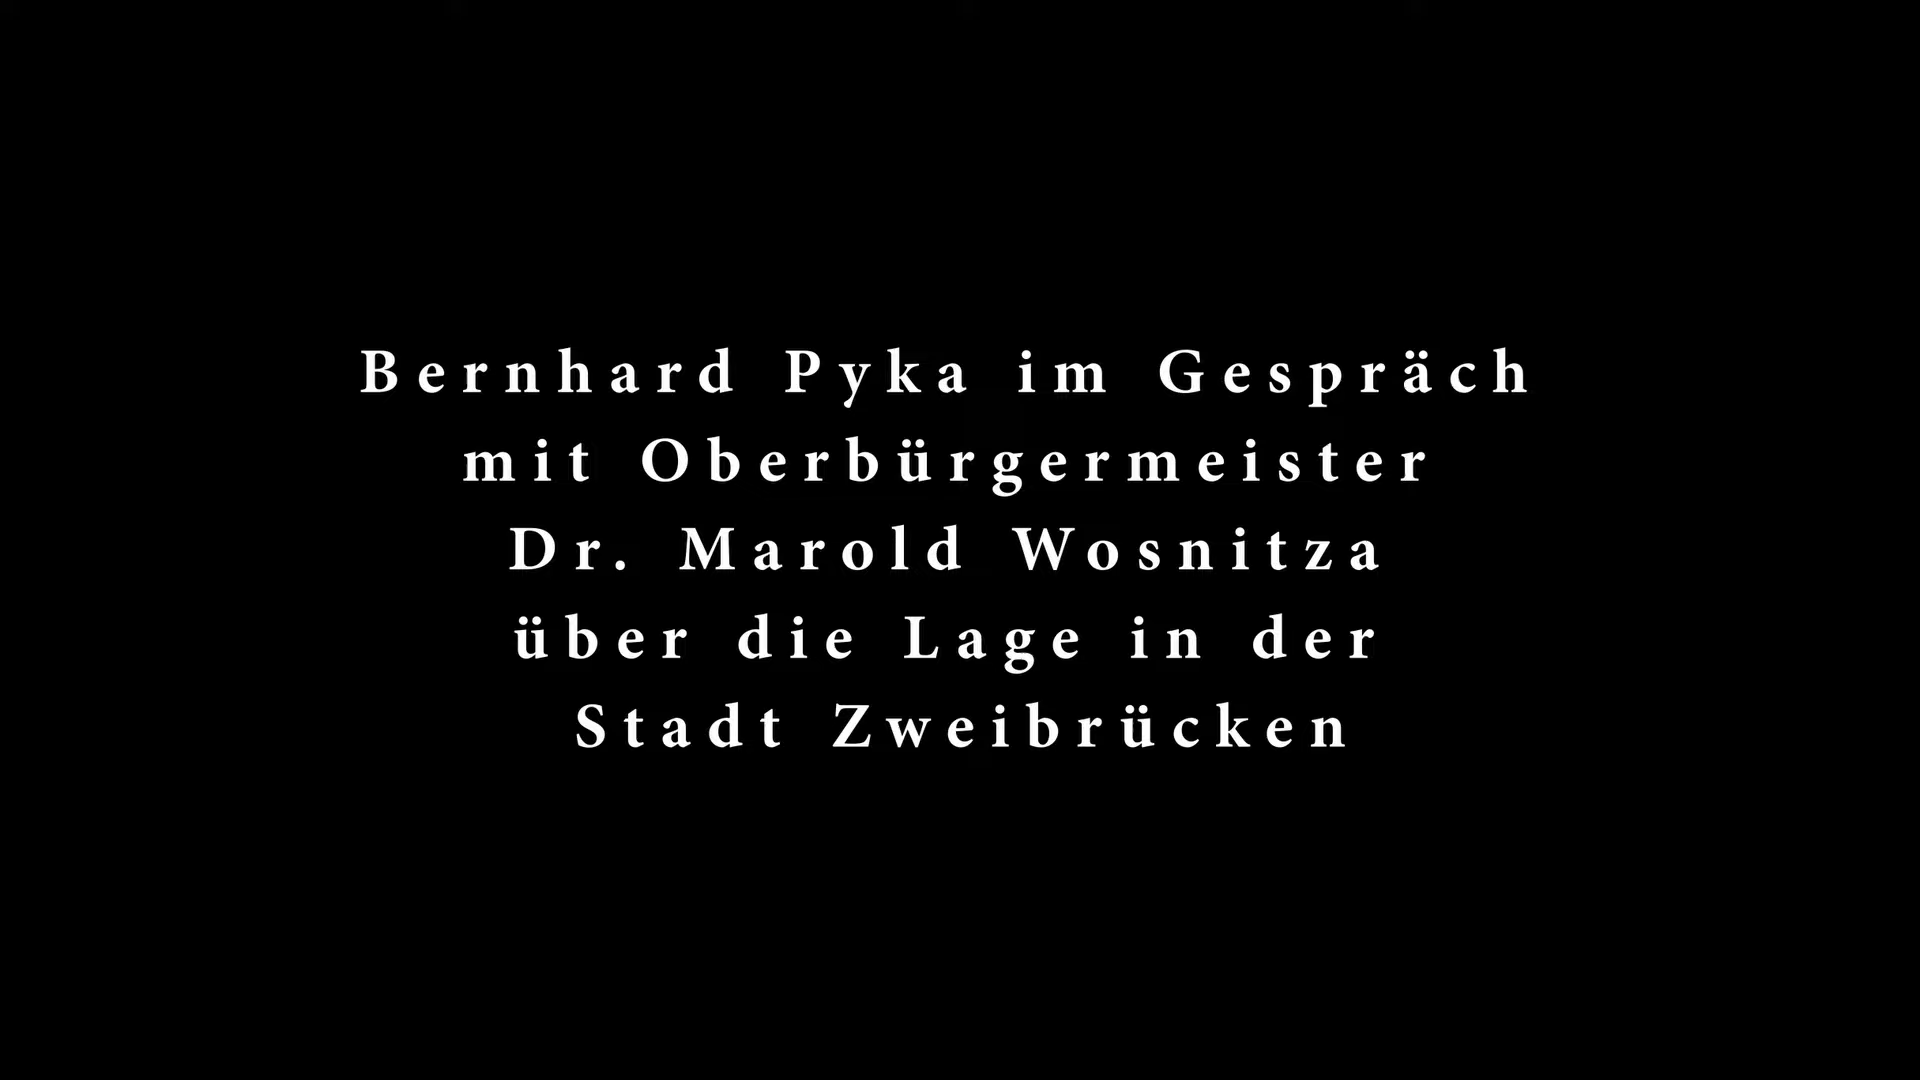 Bernhard Pyka im Gespräch
mit Oberbürgermeister
Dr. Marold Wosnitza
über die Lage in der
Stadt Zweibrücken